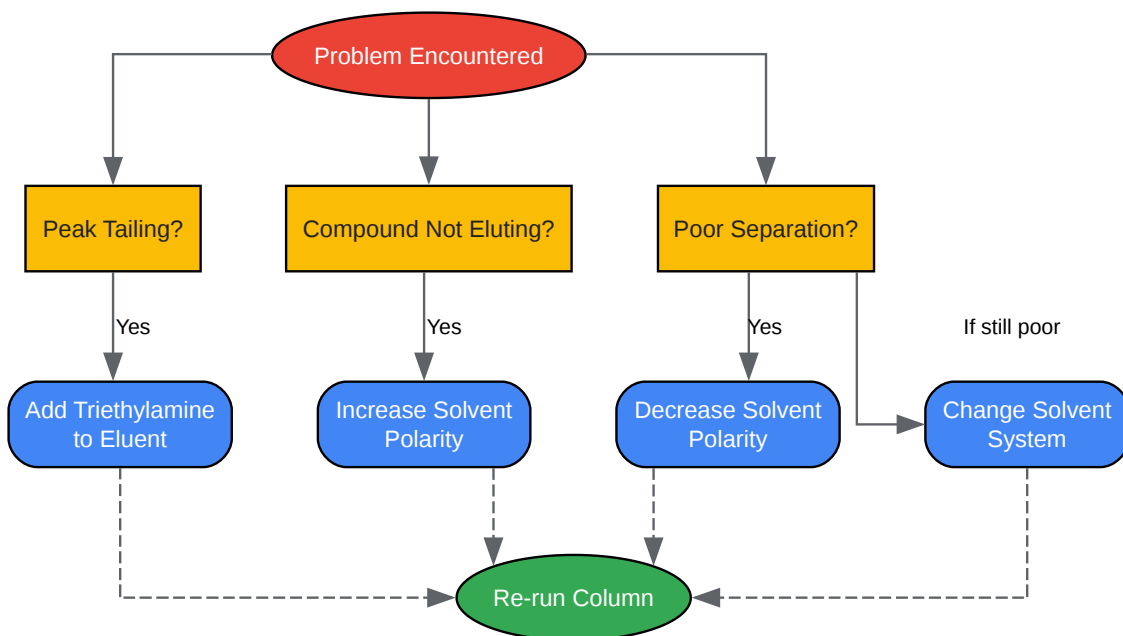 Problem Encountered
Peak Tailing?
Compound Not Eluting?
Poor Separation?
Yes
Yes
Yes
If still poor
Add Triethylamine
to Eluent
Increase Solvent
Polarity
Decrease Solvent
Polarity
Change Solvent
System
Re-run Column